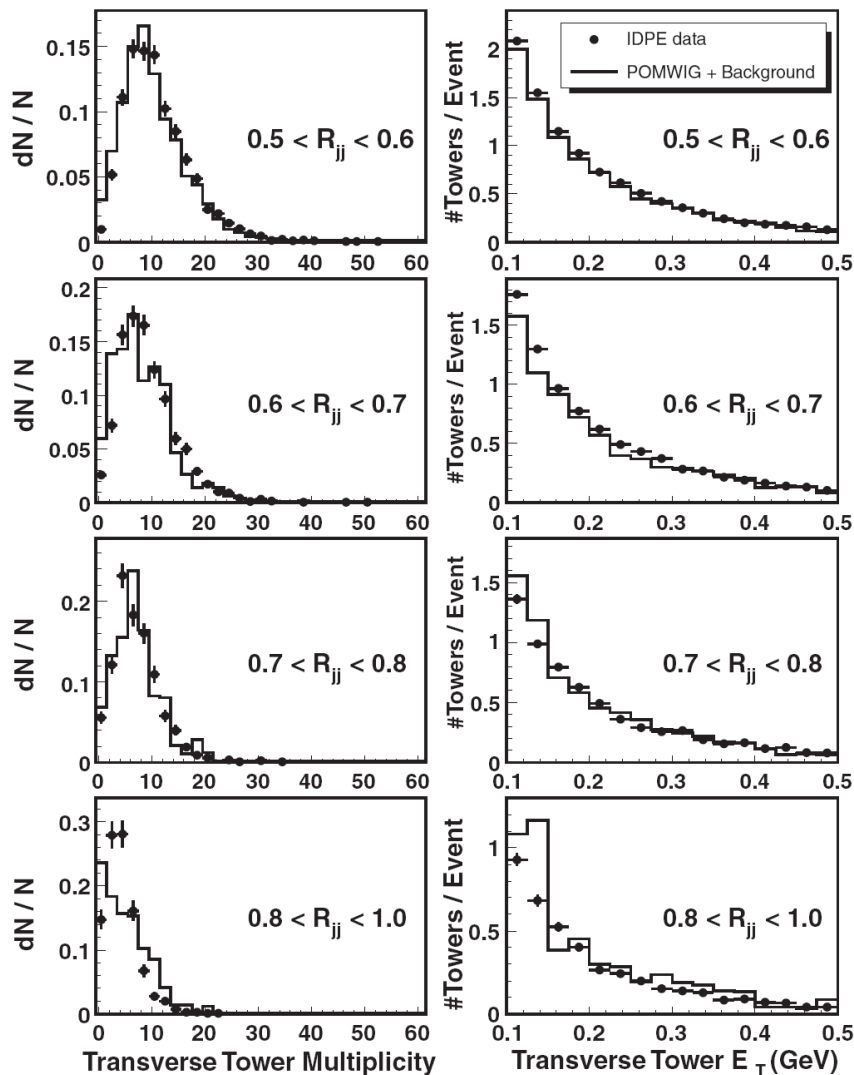 dN / N
0.15
0.1
0.05
0
0.5 < R_jj < 0.6
0 10 20 30 40 50 60
#Towers / Event
2
1.5
1
0.5
0
IDPE data
POMWIG + Background
0.5 < R_jj < 0.6
0.1 0.2 0.3 0.4 0.5
dN / N
0.2
0.15
0.1
0.05
0
0.6 < R_jj < 0.7
0 10 20 30 40 50 60
#Towers / Event
1.5
1
0.5
0
0.6 < R_jj < 0.7
0.1 0.2 0.3 0.4 0.5
dN / N
0.2
0.1
0
0.7 < R_jj < 0.8
0 10 20 30 40 50 60
#Towers / Event
1.5
1
0.5
0
0.7 < R_jj < 0.8
0.1 0.2 0.3 0.4 0.5
dN / N
0.3
0.2
0.1
0
0.8 < R_jj < 1.0
0 10 20 30 40 50 60
Transverse Tower Multiplicity
#Towers / Event
1
0.5
0
0.8 < R_jj < 1.0
0.1 0.2 0.3 0.4 0.5
Transverse Tower E_T (GeV)